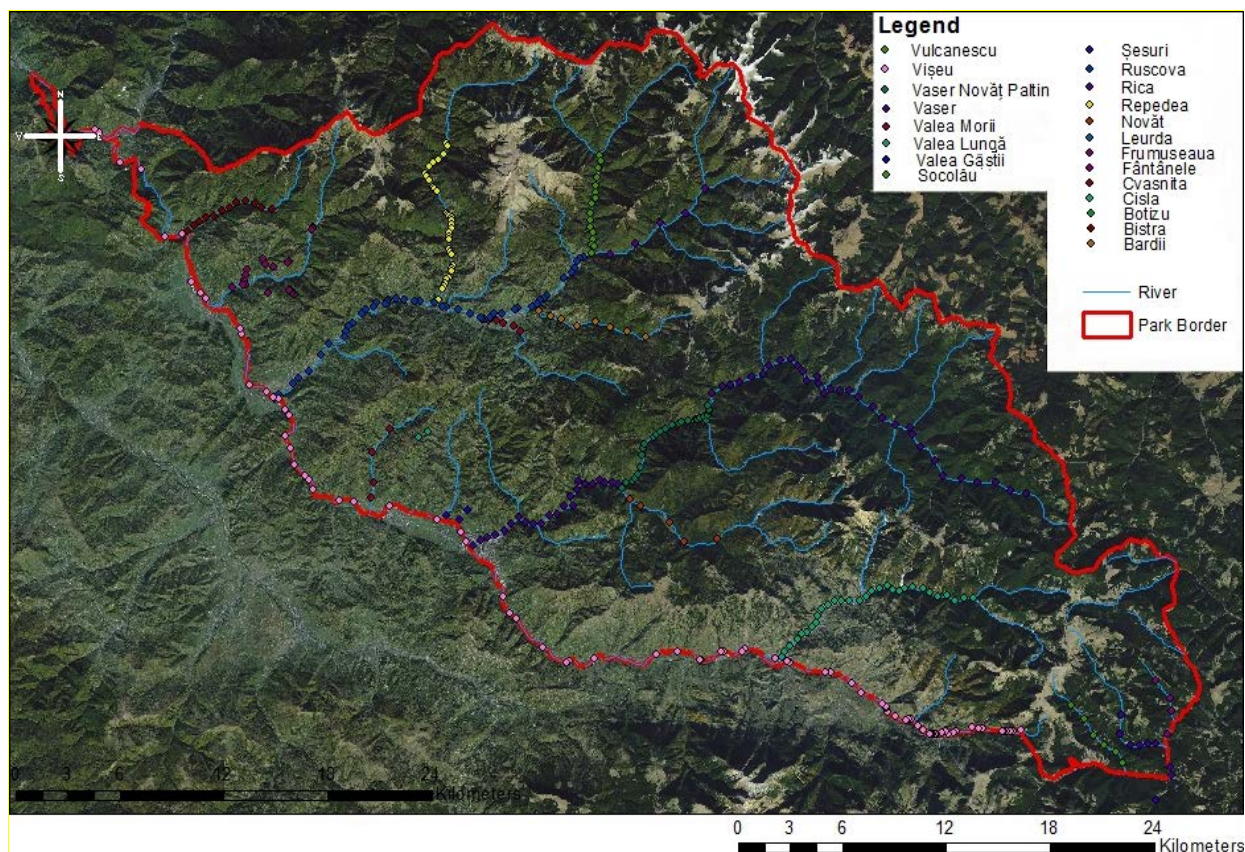 Legend
Vulcanescu
Vișeu
Vaser Novăț Paltin
Vaser
Valea Morii
Valea Lungă
Valea Găștii
Socolău
Șesuri
Ruscova
Rica
Repedea
Novăt
Leurda
Frumuseaua
Fântânele
Cvasnita
Cisla
Botizu
Bistra
Bardii
River
Park Border
N
S
0 3 6 12 18 24
Kilometers
0 3 6 12 18 24
Kilometers